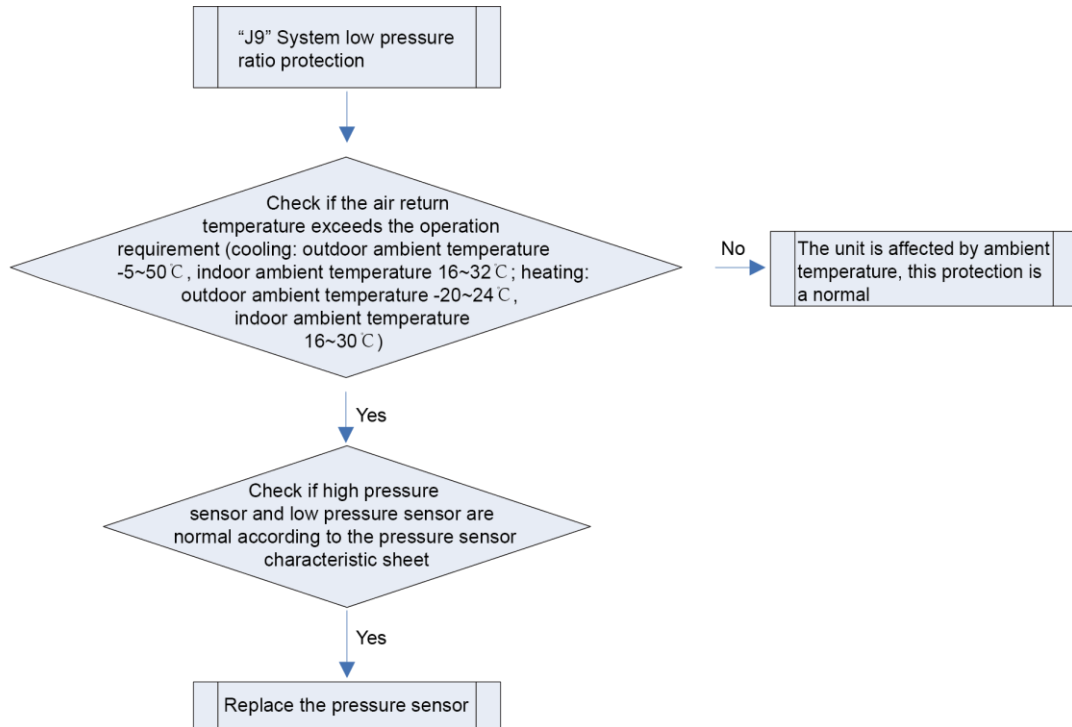 “J9” System low pressure
ratio protection
Check if the air return
temperature exceeds the operation
requirement (cooling: outdoor ambient temperature
-5~50℃, indoor ambient temperature 16~32℃; heating:
outdoor ambient temperature -20~24℃,
indoor ambient temperature
16~30℃)
No
The unit is affected by ambient
temperature, this protection is
a normal
Yes
Check if high pressure
sensor and low pressure sensor are
normal according to the pressure sensor
characteristic sheet
Yes
Replace the pressure sensor